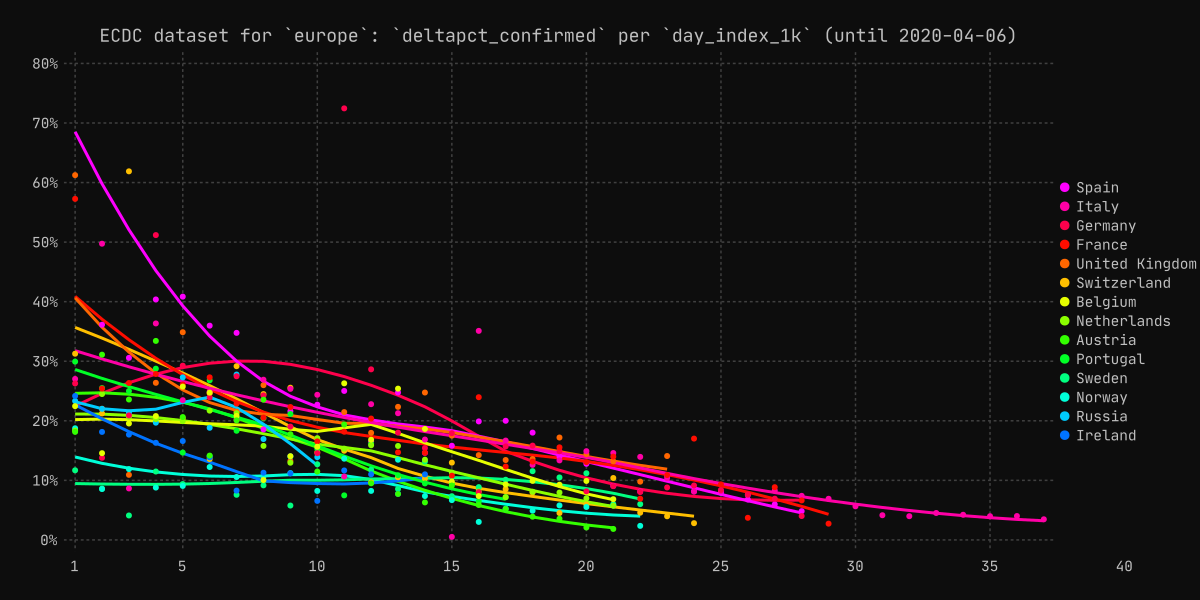 ECDC dataset for `europe`: `deltapct_confirmed` per `day_index_1k` (until 2020-04-06)
80%
70%
60%
50%
40%
30%
20%
10%
0%
1 5 10 15 20 25 30 35 40
Spain
Italy
Germany
France
United Kingdom
Switzerland
Belgium
Netherlands
Austria
Portugal
Sweden
Norway
Russia
Ireland